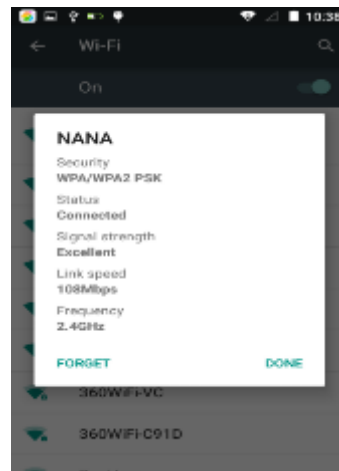 10:38
Wi-Fi
On
NANA
Security
WPA/WPA2 PSK
Status
Connected
Signal strength
Excellent
Link speed
108Mbps
Frequency
2.4GHz
FORGET DONE
360WiFi-VC
360WiFi-C91D